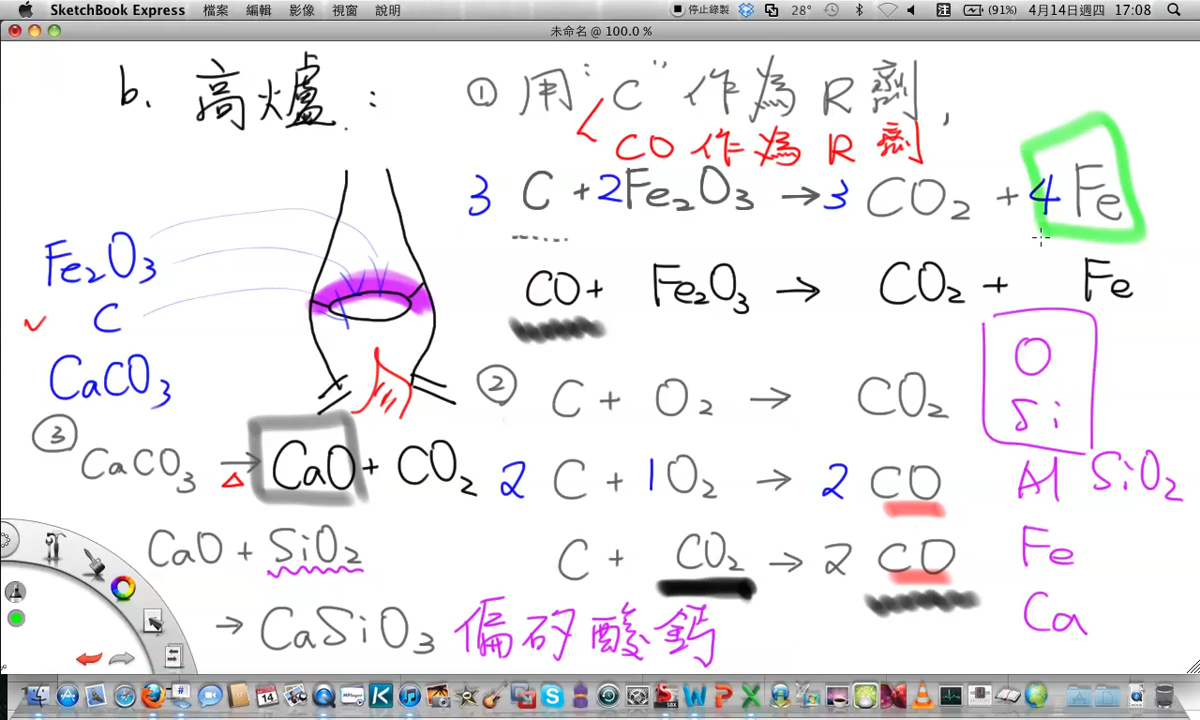 SketchBook Express 檔案 編輯 影像 視窗 說明 停止錄製 28° 注 (91%) 4月14日週四 17:08
未命名 @ 100.0 %
b. 高爐：
① 用 "C" 作為 R 劑，
CO 作為 R 劑
3 C + 2Fe₂O₃ → 3 CO₂ + 4 Fe
CO + Fe₂O₃ → CO₂ + Fe
Fe₂O₃
✓ C
CaCO₃
② C + O₂ → CO₂
2 C + 1O₂ → 2 CO
C + CO₂ → 2 CO
O
Si
Al SiO₂
Fe
Ca
③ CaCO₃ →△ CaO + CO₂
CaO + SiO₂
→ CaSiO₃ 偏矽酸鈣